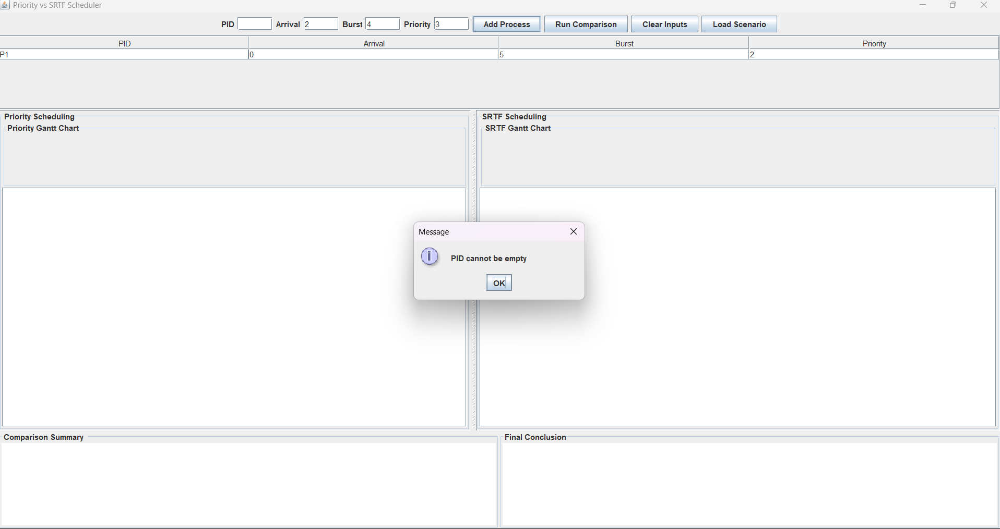 Priority vs SRTF Scheduler
PID Arrival 2 Burst 4 Priority 3 Add Process Run Comparison Clear Inputs Load Scenario
PID Arrival Burst Priority
P1 0 5 2
Priority Scheduling
Priority Gantt Chart
SRTF Scheduling
SRTF Gantt Chart
Message
PID cannot be empty
OK
Comparison Summary
Final Conclusion